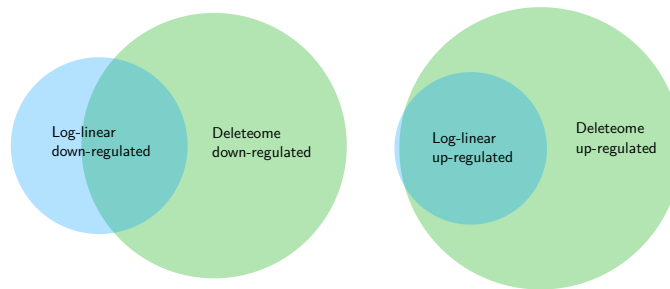 Log-linear
down-regulated
Deleteome
down-regulated
Log-linear
up-regulated
Deleteome
up-regulated